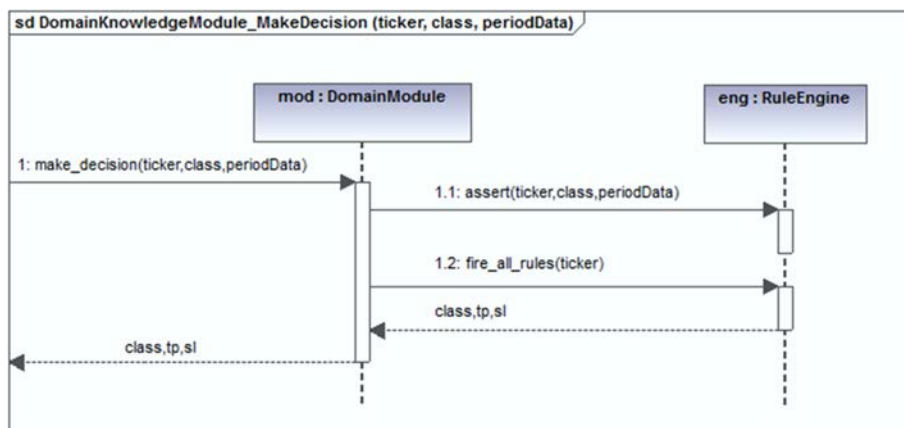 sd DomainKnowledgeModule_MakeDecision (ticker, class, periodData)
mod : DomainModule
eng : RuleEngine
1: make_decision(ticker,class,periodData)
1.1: assert(ticker,class,periodData)
1.2: fire_all_rules(ticker)
class,tp,sl
class,tp,sl